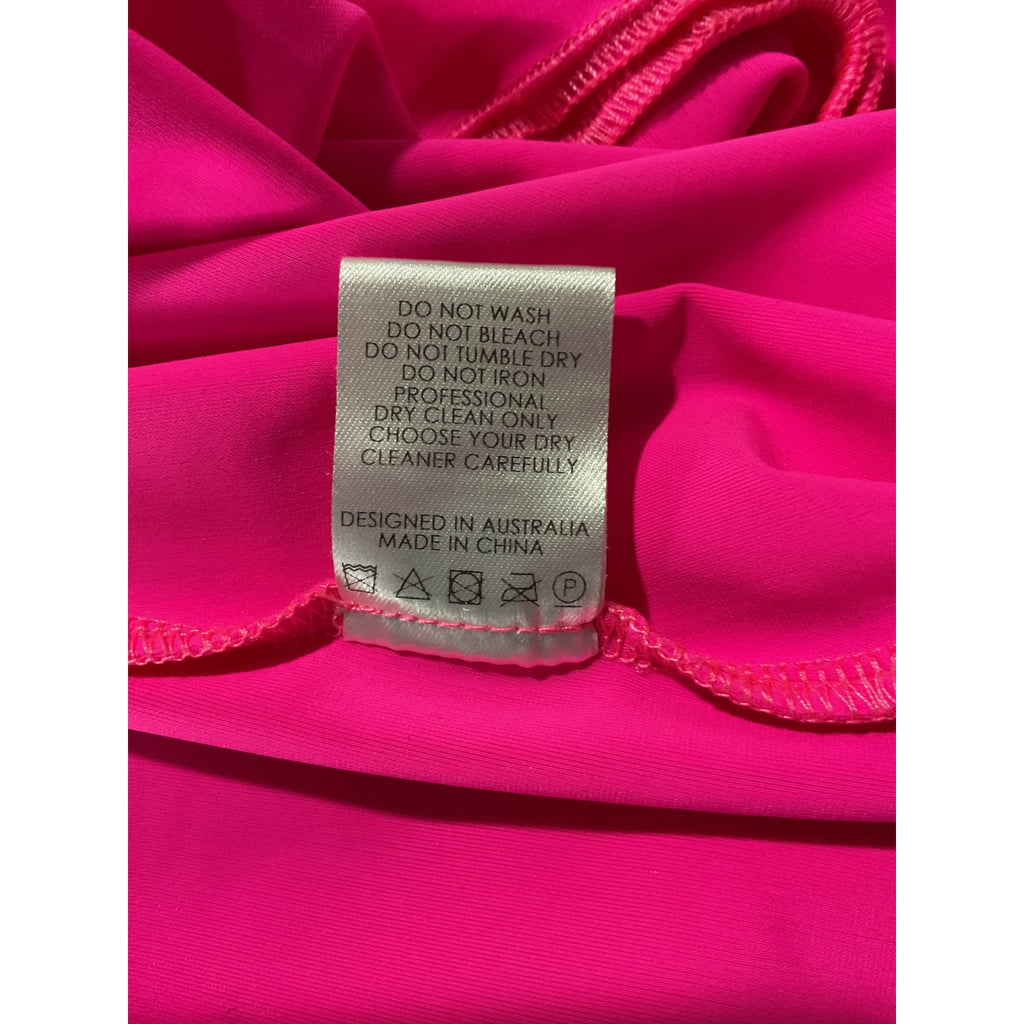 DO NOT WASH
DO NOT BLEACH
DO NOT TUMBLE DRY
DO NOT IRON
PROFESSIONAL
DRY CLEAN ONLY
CHOOSE YOUR DRY
CLEANER CAREFULLY
DESIGNED IN AUSTRALIA
MADE IN CHINA
P